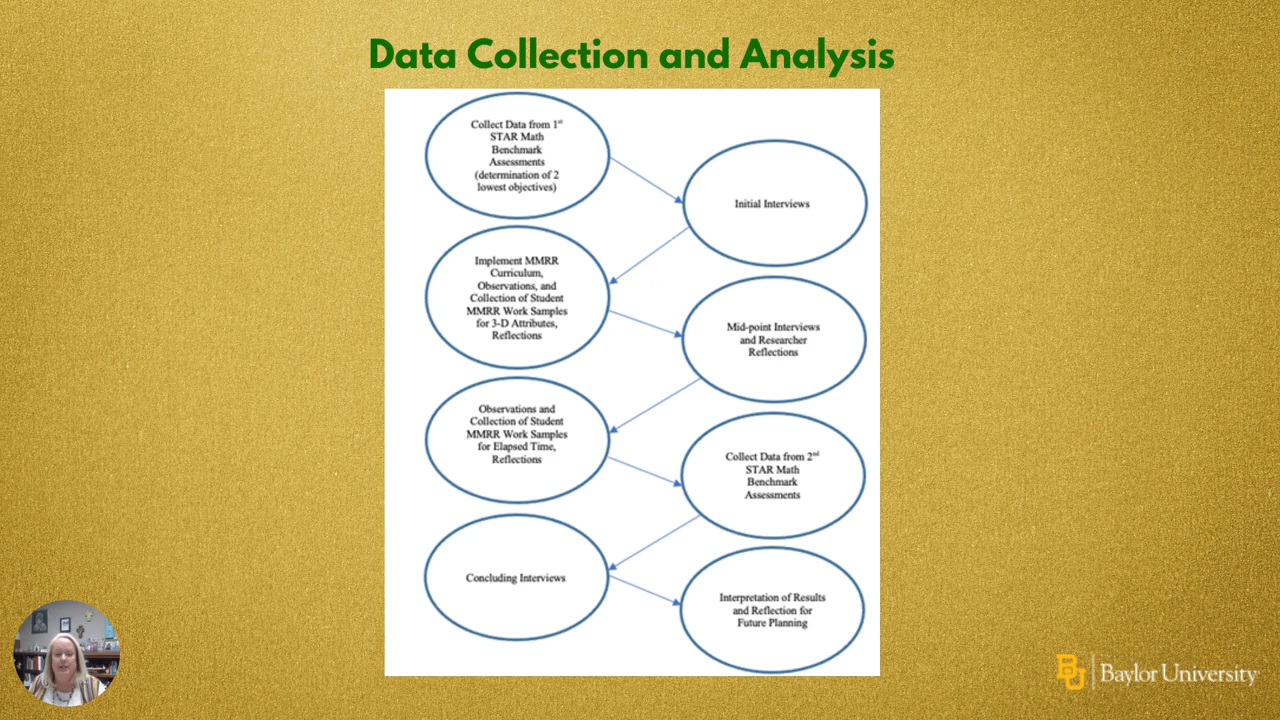 Data Collection and Analysis
Collect Data from 1st
STAR Math
Benchmark
Assessments
(determination of 2
lowest objectives)
Initial Interviews
Implement MMRR
Curriculum,
Observations, and
Collection of Student
MMRR Work Samples
for 3-D Attributes,
Reflections
Mid-point Interviews
and Researcher
Reflections
Observations and
Collection of Student
MMRR Work Samples
for Elapsed Time,
Reflections
Collect Data from 2nd
STAR Math
Benchmark
Assessments
Concluding Interviews
Interpretation of Results
and Reflection for
Future Planning
BU Baylor University